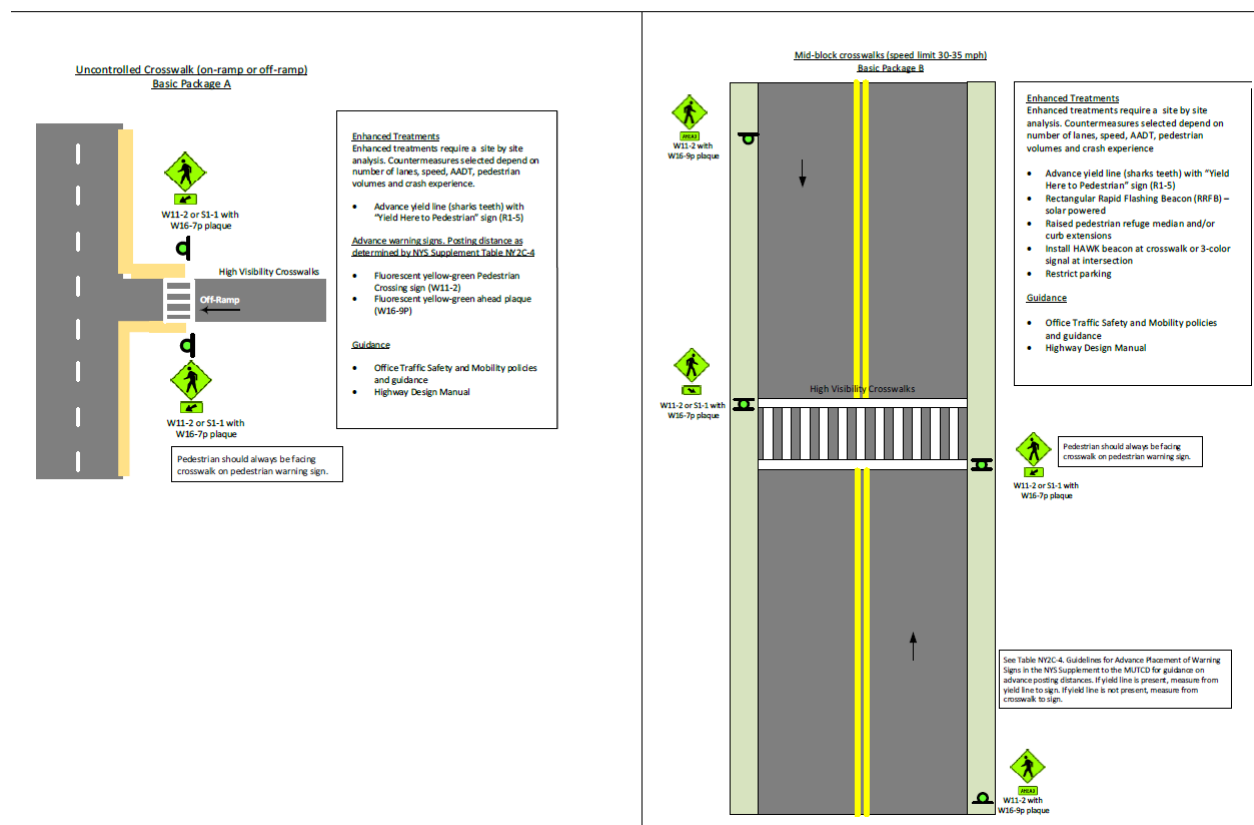 Uncontrolled Crosswalk (on-ramp or off-ramp)
Basic Package A
W11-2 or S1-1 with
W16-7p plaque
High Visibility Crosswalks
Off-Ramp
W11-2 or S1-1 with
W16-7p plaque
Pedestrian should always be facing
crosswalk on pedestrian warning sign.
Enhanced Treatments
Enhanced treatments require a site by site
analysis. Countermeasures selected depend on
number of lanes, speed, AADT, pedestrian
volumes and crash experience.
• Advance yield line (sharks teeth) with
"Yield Here to Pedestrian" sign (R1-5)
Advance warning signs. Posting distance as
determined by NYS Supplement Table NY2C-4
• Fluorescent yellow-green Pedestrian
Crossing sign (W11-2)
• Fluorescent yellow-green ahead plaque
(W16-9P)
Guidance
• Office Traffic Safety and Mobility policies
and guidance
• Highway Design Manual
Mid-block crosswalks (speed limit 30-35 mph)
Basic Package B
AHEAD
W11-2 with
W16-9p plaque
W11-2 or S1-1 with
W16-7p plaque
High Visibility Crosswalks
Enhanced Treatments
Enhanced treatments require a site by site
analysis. Countermeasures selected depend on
number of lanes, speed, AADT, pedestrian
volumes and crash experience
• Advance yield line (sharks teeth) with "Yield
Here to Pedestrian" sign (R1-5)
• Rectangular Rapid Flashing Beacon (RRFB) –
solar powered
• Raised pedestrian refuge median and/or
curb extensions
• Install HAWK beacon at crosswalk or 3-color
signal at intersection
• Restrict parking
Guidance
• Office Traffic Safety and Mobility policies
and guidance
• Highway Design Manual
W11-2 or S1-1 with
W16-7p plaque
Pedestrian should always be facing
crosswalk on pedestrian warning sign.
See Table NY2C-4. Guidelines for Advance Placement of Warning
Signs in the NYS Supplement to the MUTCD for guidance on
advance posting distances. If yield line is present, measure from
yield line to sign. If yield line is not present, measure from
crosswalk to sign.
AHEAD
W11-2 with
W16-9p plaque